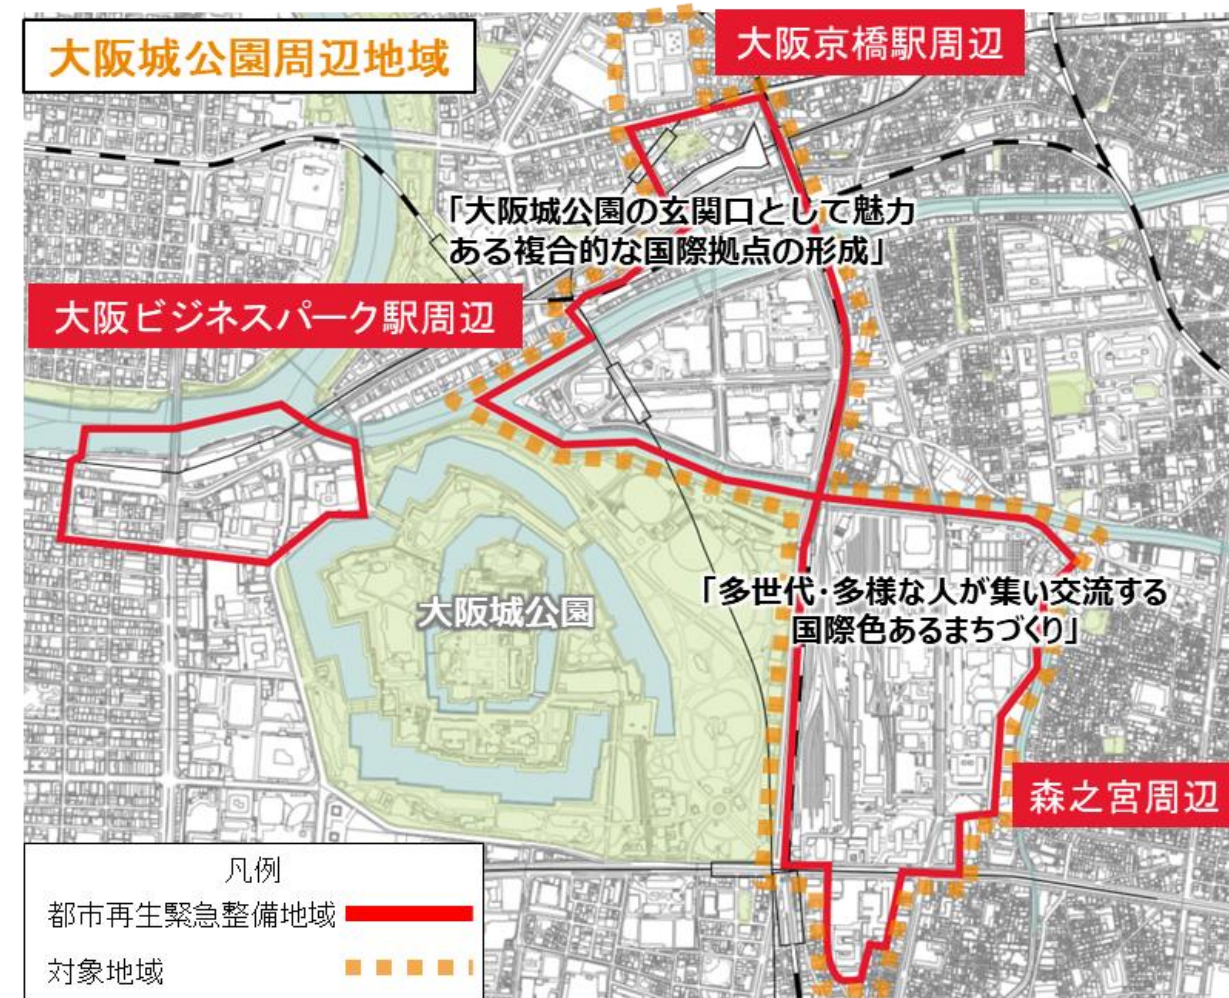 大阪城公園周辺地域
大阪京橋駅周辺
「大阪城公園の玄関口として魅力
ある複合的な国際拠点の形成」
大阪ビジネスパーク駅周辺
大阪城公園
「多世代・多様な人が集い交流する
国際色あるまちづくり」
森之宮周辺
凡例
都市再生緊急整備地域
対象地域